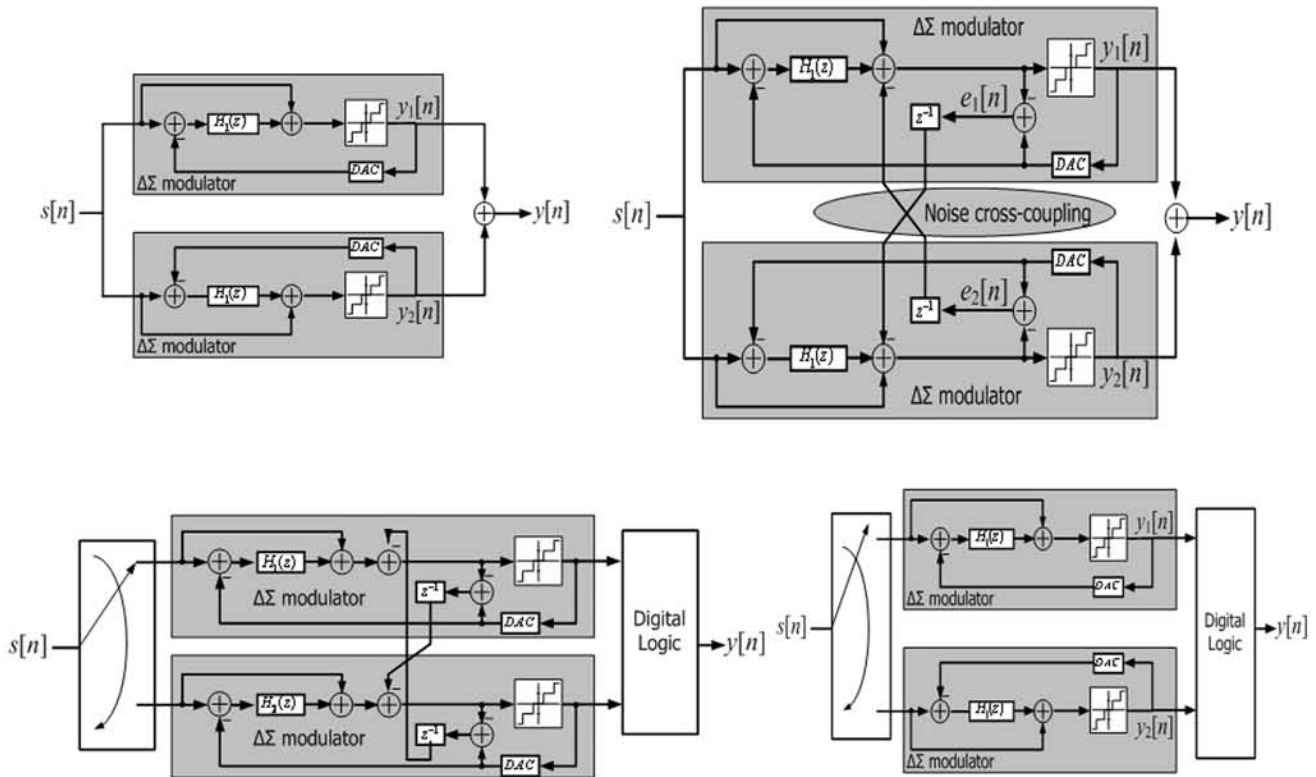 y₁[n]
H₁(z)
DAC
ΔΣ modulator
s[n]
y[n]
DAC
H₁(z)
y₂[n]
ΔΣ modulator
ΔΣ modulator
y₁[n]
H₁(z)
e₁[n]
z⁻¹
DAC
s[n]
Noise cross-coupling
y[n]
DAC
e₂[n]
z⁻¹
H₁(z)
y₂[n]
ΔΣ modulator
H₁(z)
ΔΣ modulator
z⁻¹
DAC
s[n]
Digital
Logic
y[n]
ΔΣ modulator
z⁻¹
DAC
y₁[n]
H₁(z)
DAC
ΔΣ modulator
s[n]
Digital
Logic
y[n]
DAC
H₁(z)
y₂[n]
ΔΣ modulator